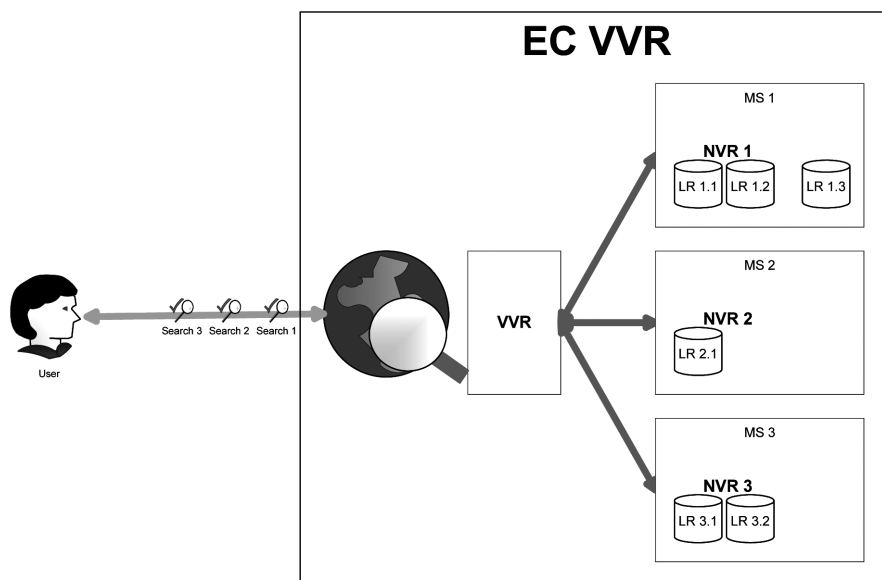 EC VVR
MS 1
NVR 1
LR 1.1
LR 1.2
LR 1.3
MS 2
VVR
NVR 2
LR 2.1
Search 3
Search 2
Search 1
User
MS 3
NVR 3
LR 3.1
LR 3.2